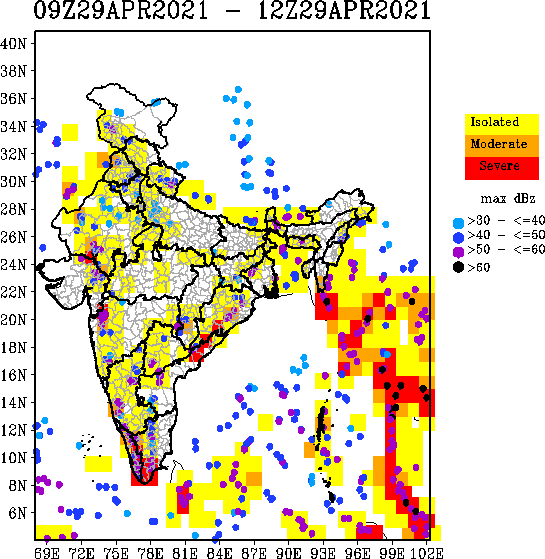 09Z29APR2021 - 12Z29APR2021
40N
38N
36N
34N
32N
30N
28N
26N
24N
22N
20N
18N
16N
14N
12N
10N
8N
6N
69E 72E 75E 78E 81E 84E 87E 90E 93E 96E 99E 102E
Isolated
Moderate
Severe
max dBz
>30 - <=40
>40 - <=50
>50 - <=60
>60